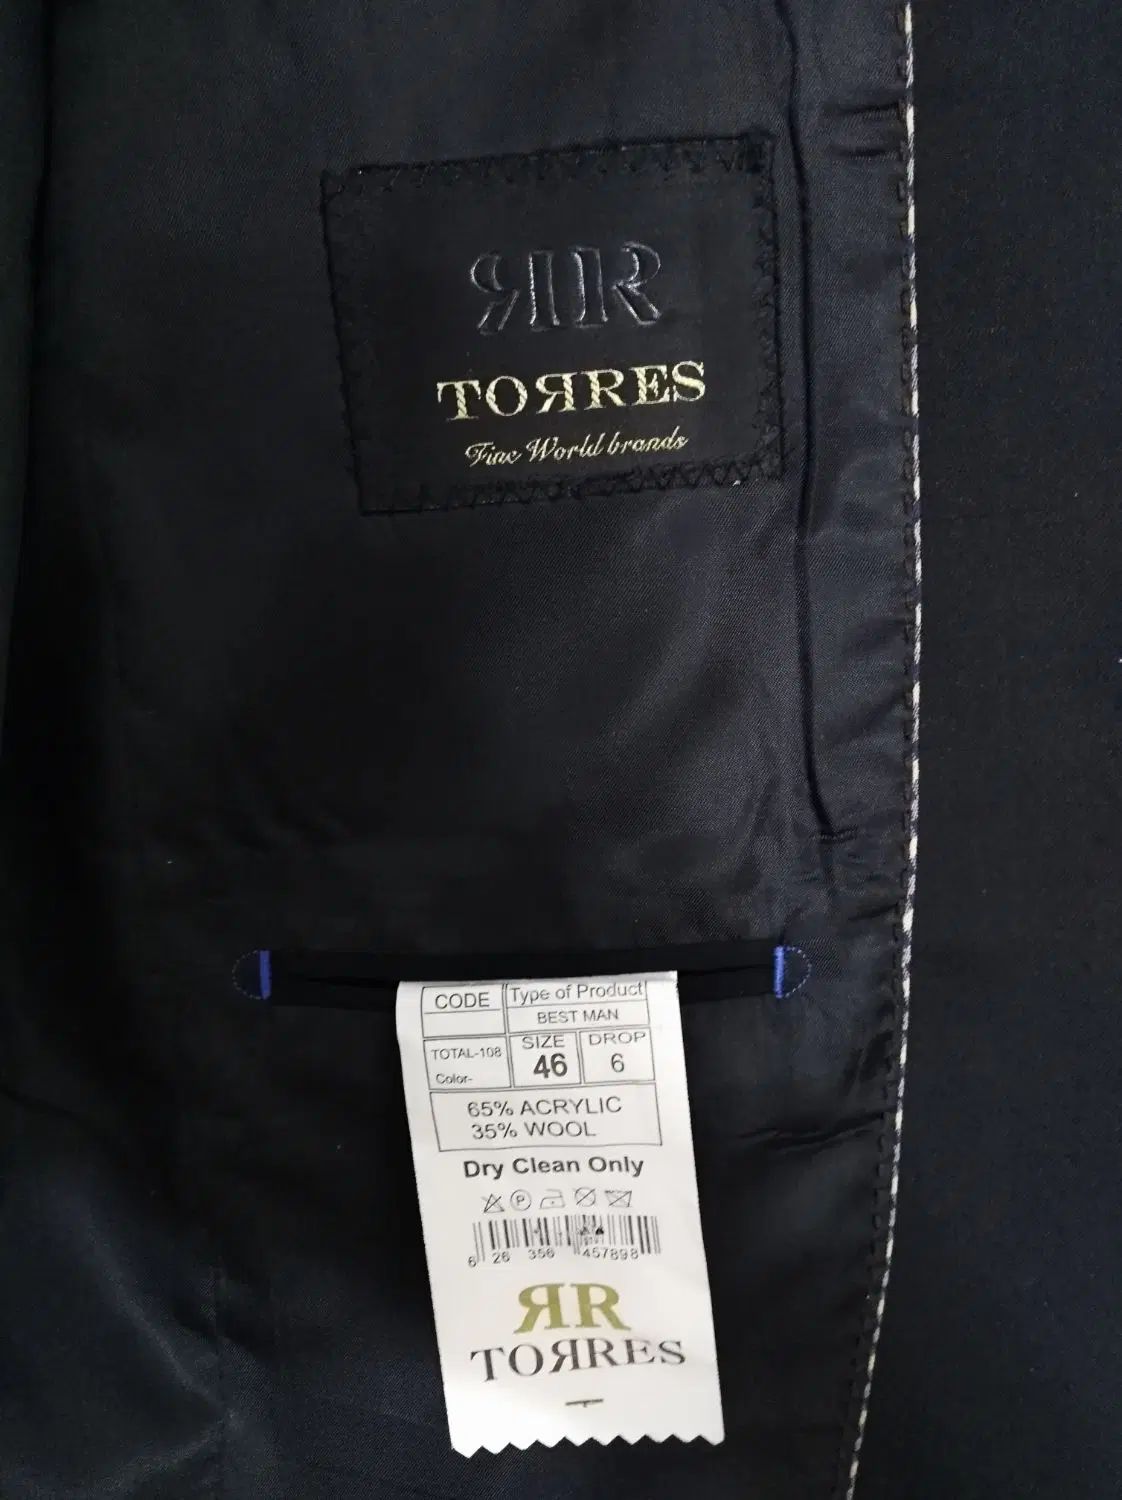 ЯR
TOЯRES
Fine World brands
CODE
Type of Product
BEST MAN
TOTAL-108
Color-
SIZE
46
DROP
6
65% ACRYLIC
35% WOOL
Dry Clean Only
P
6 26 356 457898
ЯR
TOЯRES